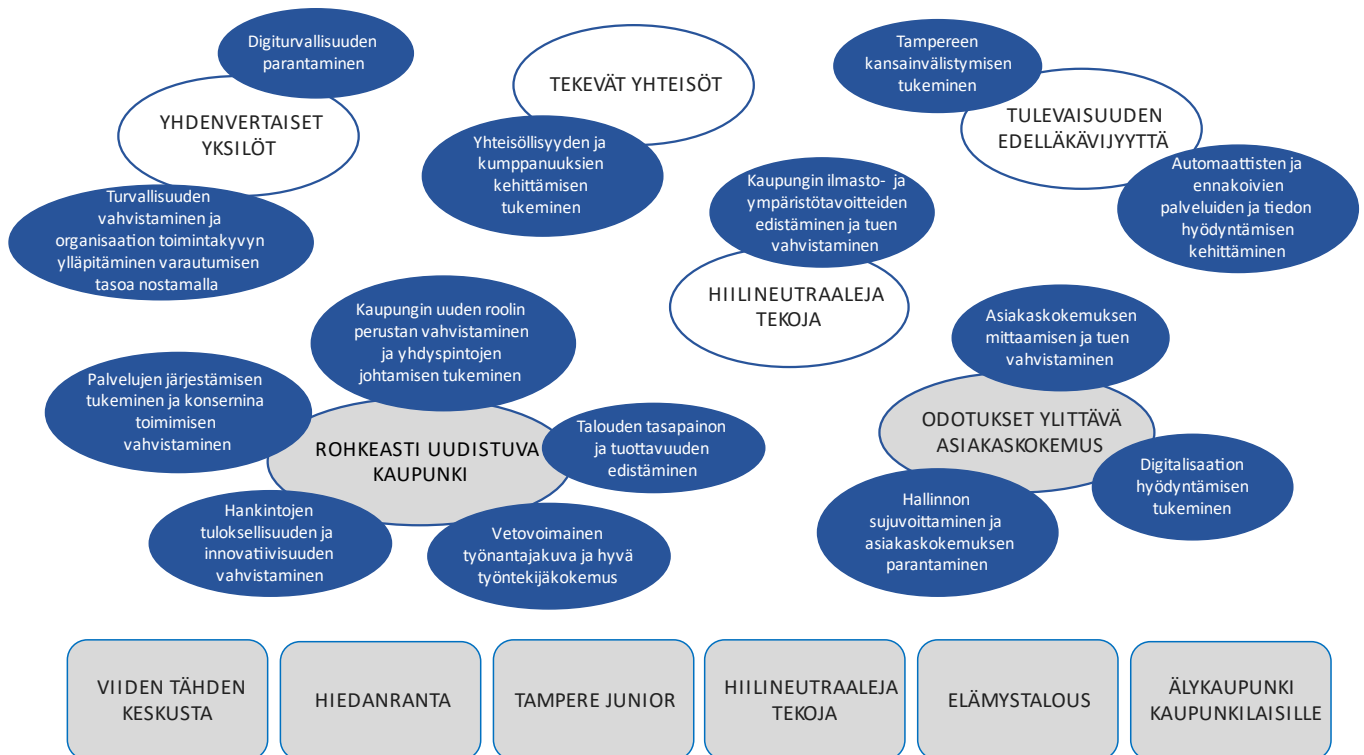 Digiturvallisuuden
parantaminen
YHDENVERTAISET
YKSILÖT
Turvallisuuden
vahvistaminen ja
organisaation toimintakyvyn
ylläpitäminen varautumisen
tasoa nostamalla
TEKEVÄT YHTEISÖT
Yhteisöllisyyden ja
kumppanuuksien
kehittämisen
tukeminen
Tampereen
kansainvälistymisen
tukeminen
TULEVAISUUDEN
EDELLÄKÄVIJYYTTÄ
Automaattisten ja
ennakoivien
palveluiden ja tiedon
hyödyntämisen
kehittäminen
Kaupungin ilmasto- ja
ympäristötavoitteiden
edistäminen ja tuen
vahvistaminen
HIILINEUTRAALEJA
TEKOJA
Kaupungin uuden roolin
perustan vahvistaminen
ja yhdyspintojen
johtamisen tukeminen
Palvelujen järjestämisen
tukeminen ja konsernina
toimimisen
vahvistaminen
ROHKEASTI UUDISTUVA
KAUPUNKI
Talouden tasapainon
ja tuottavuuden
edistäminen
Hankintojen
tuloksellisuuden ja
innovatiivisuuden
vahvistaminen
Vetovoimainen
työnantajakuva ja hyvä
työntekijäkokemus
Asiakaskokemuksen
mittaamisen ja tuen
vahvistaminen
ODOTUKSET YLITTÄVÄ
ASIAKASKOKEMUS
Digitalisaation
hyödyntämisen
tukeminen
Hallinnon
sujuvoittaminen ja
asiakaskokemuksen
parantaminen
VIIDEN TÄHDEN
KESKUSTA
HIEDANRANTA
TAMPERE JUNIOR
HIILINEUTRAALEJA
TEKOJA
ELÄMYSTALOUS
ÄLYKAUPUNKI
KAUPUNKILAISILLE